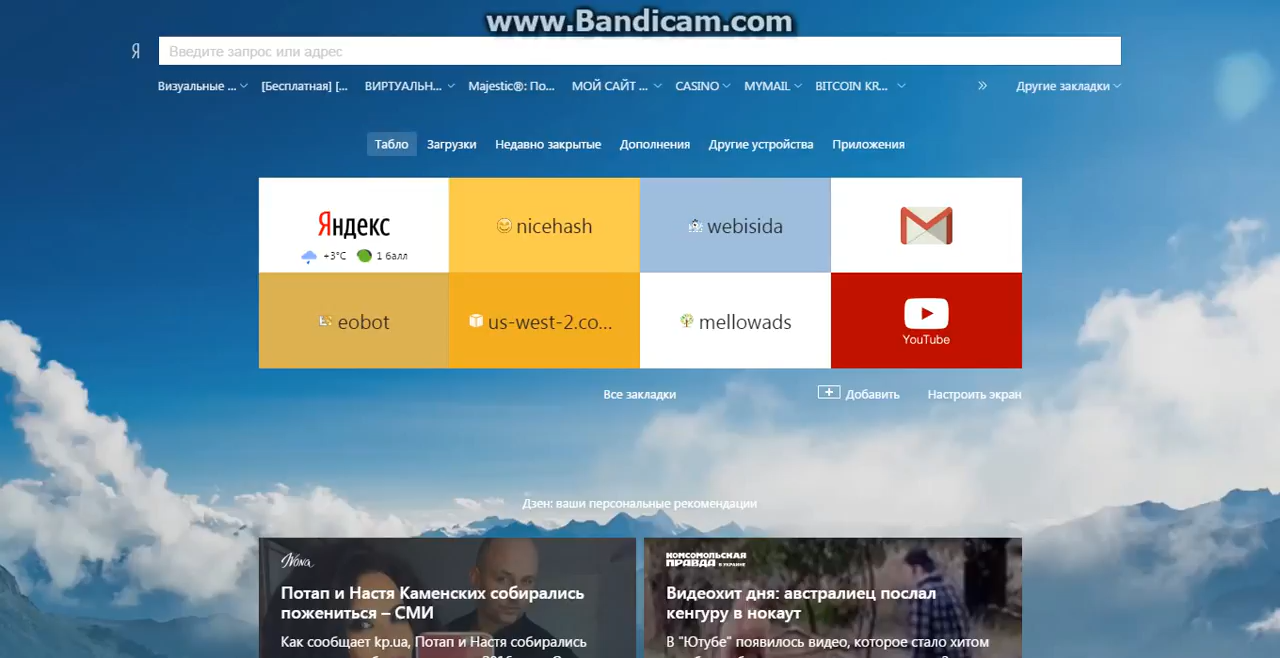 www.Bandicam.com
Я Введите запрос или адрес
Визуальные ... [Бесплатная] [... ВИРТУАЛЬН... Majestic®: По... МОЙ САЙТ ... CASINO MYMAIL BITCOIN KR... » Другие закладки
Табло Загрузки Недавно закрытые Дополнения Другие устройства Приложения
Яндекс
+3°C 1 балл
nicehash
webisida
eobot
us-west-2.co...
mellowads
YouTube
Все закладки Добавить Настроить экран
Дзен: ваши персональные рекомендации
Потап и Настя Каменских собирались
пожениться – СМИ
Как сообщает kp.ua, Потап и Настя собирались
КОМСОМОЛЬСКАЯ
ПРАВДА В УКРАИНЕ
Видеохит дня: австралиец послал
кенгуру в нокаут
В "Ютубе" появилось видео, которое стало хитом